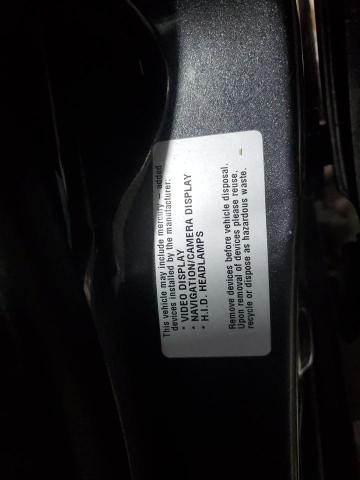 This vehicle may include mercury – added
devices installed by the manufacturer:
* VIDEO DISPLAY
* NAVIGATION/CAMERA DISPLAY
* H.I.D. HEADLAMPS
Remove devices before vehicle disposal.
Upon removal of devices please reuse,
recycle or dispose as hazardous waste.